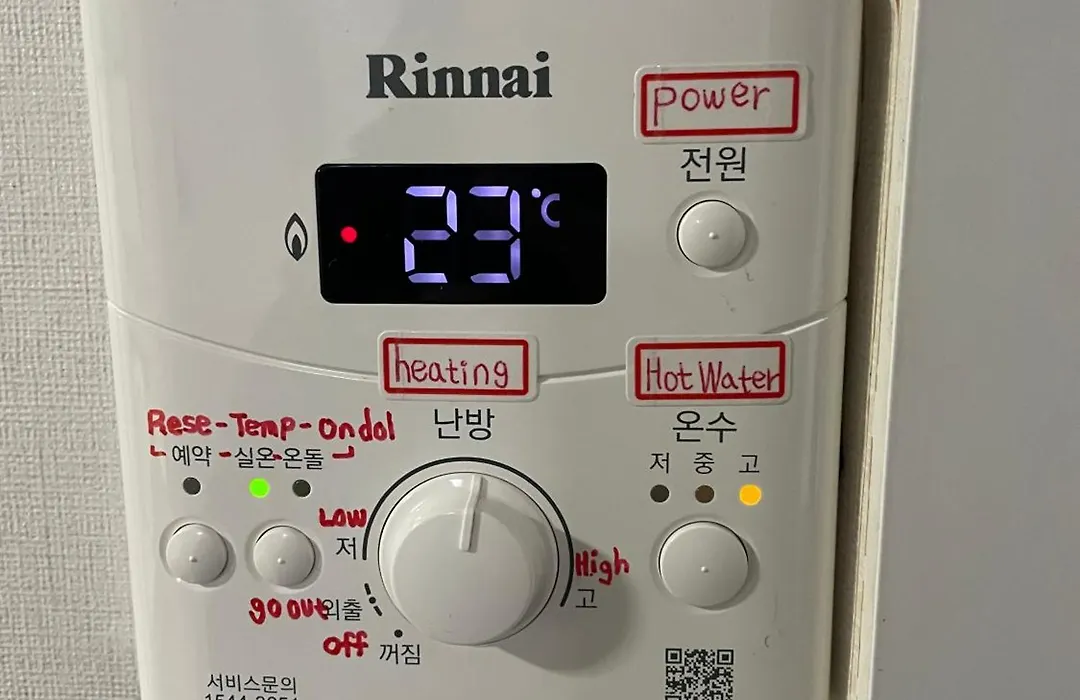 Rinnai
power
전원
23°C
heating
Hot Water
난방
온수
Rese-Temp-ondol
예약 - 실온-온돌
저 중 고
Low
저
High
고
go out 외출
off 꺼짐
서비스문의